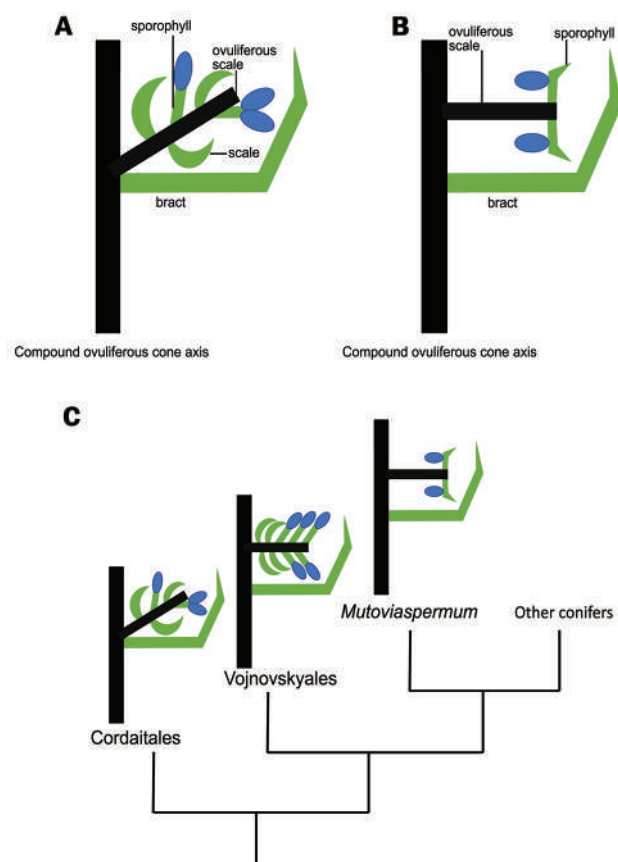 A
sporophyll
ovuliferous
scale
scale
bract
Compound ovuliferous cone axis
B
ovuliferous
scale
sporophyll
bract
Compound ovuliferous cone axis
C
Mutoviaspermum
Other conifers
Vojnovskyales
Cordaitales